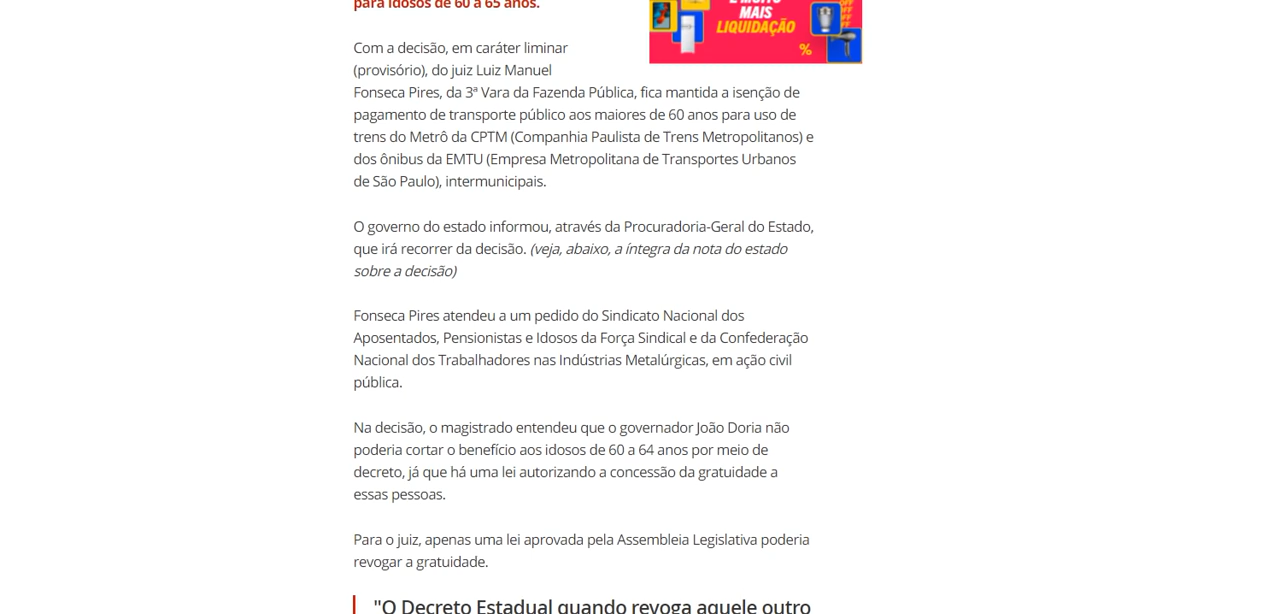 para idosos de 60 a 65 anos.
É MUITO
MAIS
LIQUIDAÇÃO
%
OFF
OFF
Com a decisão, em caráter liminar
(provisório), do juiz Luiz Manuel
Fonseca Pires, da 3ª Vara da Fazenda Pública, fica mantida a isenção de
pagamento de transporte público aos maiores de 60 anos para uso de
trens do Metrô da CPTM (Companhia Paulista de Trens Metropolitanos) e
dos ônibus da EMTU (Empresa Metropolitana de Transportes Urbanos
de São Paulo), intermunicipais.
O governo do estado informou, através da Procuradoria-Geral do Estado,
que irá recorrer da decisão. (veja, abaixo, a íntegra da nota do estado
sobre a decisão)
Fonseca Pires atendeu a um pedido do Sindicato Nacional dos
Aposentados, Pensionistas e Idosos da Força Sindical e da Confederação
Nacional dos Trabalhadores nas Indústrias Metalúrgicas, em ação civil
pública.
Na decisão, o magistrado entendeu que o governador João Doria não
poderia cortar o benefício aos idosos de 60 a 64 anos por meio de
decreto, já que há uma lei autorizando a concessão da gratuidade a
essas pessoas.
Para o juiz, apenas uma lei aprovada pela Assembleia Legislativa poderia
revogar a gratuidade.
"O Decreto Estadual quando revoga aquele outro